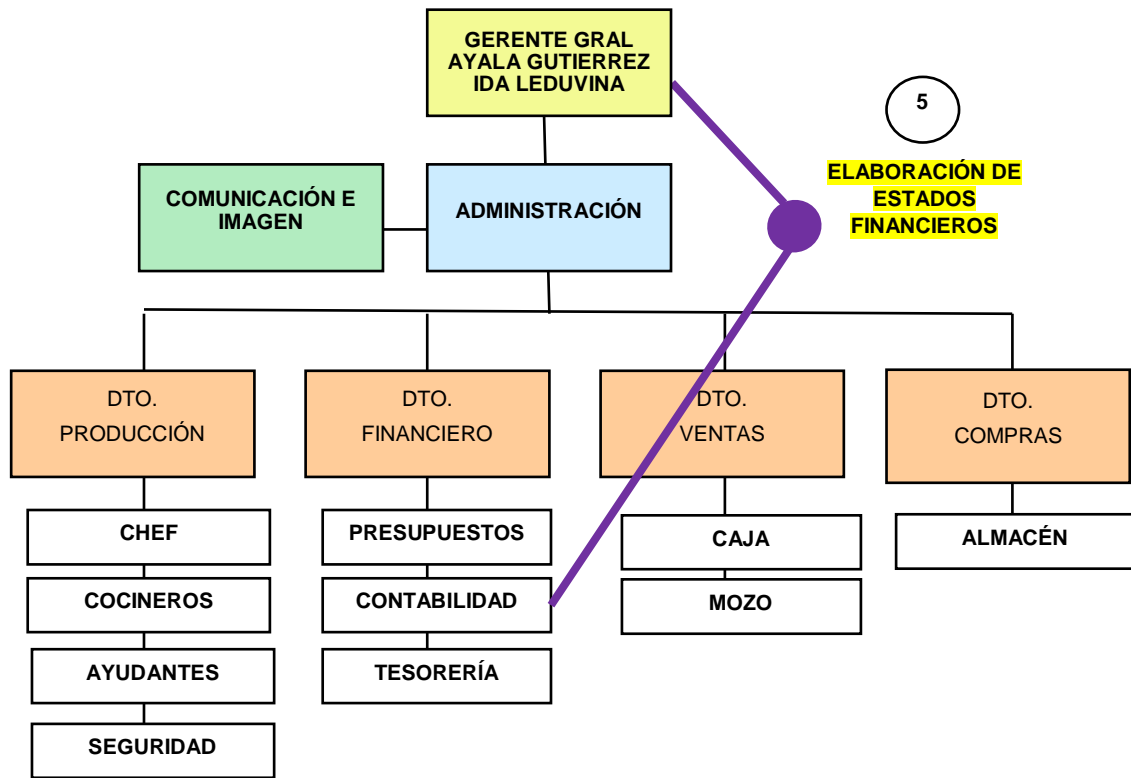 GERENTE GRAL
AYALA GUTIERREZ
IDA LEDUVINA
5
ELABORACIÓN DE
ESTADOS
FINANCIEROS
COMUNICACIÓN E
IMAGEN
ADMINISTRACIÓN
DTO.
PRODUCCIÓN
DTO.
FINANCIERO
DTO.
VENTAS
DTO.
COMPRAS
CHEF
COCINEROS
AYUDANTES
SEGURIDAD
PRESUPUESTOS
CONTABILIDAD
TESORERÍA
CAJA
MOZO
ALMACÉN